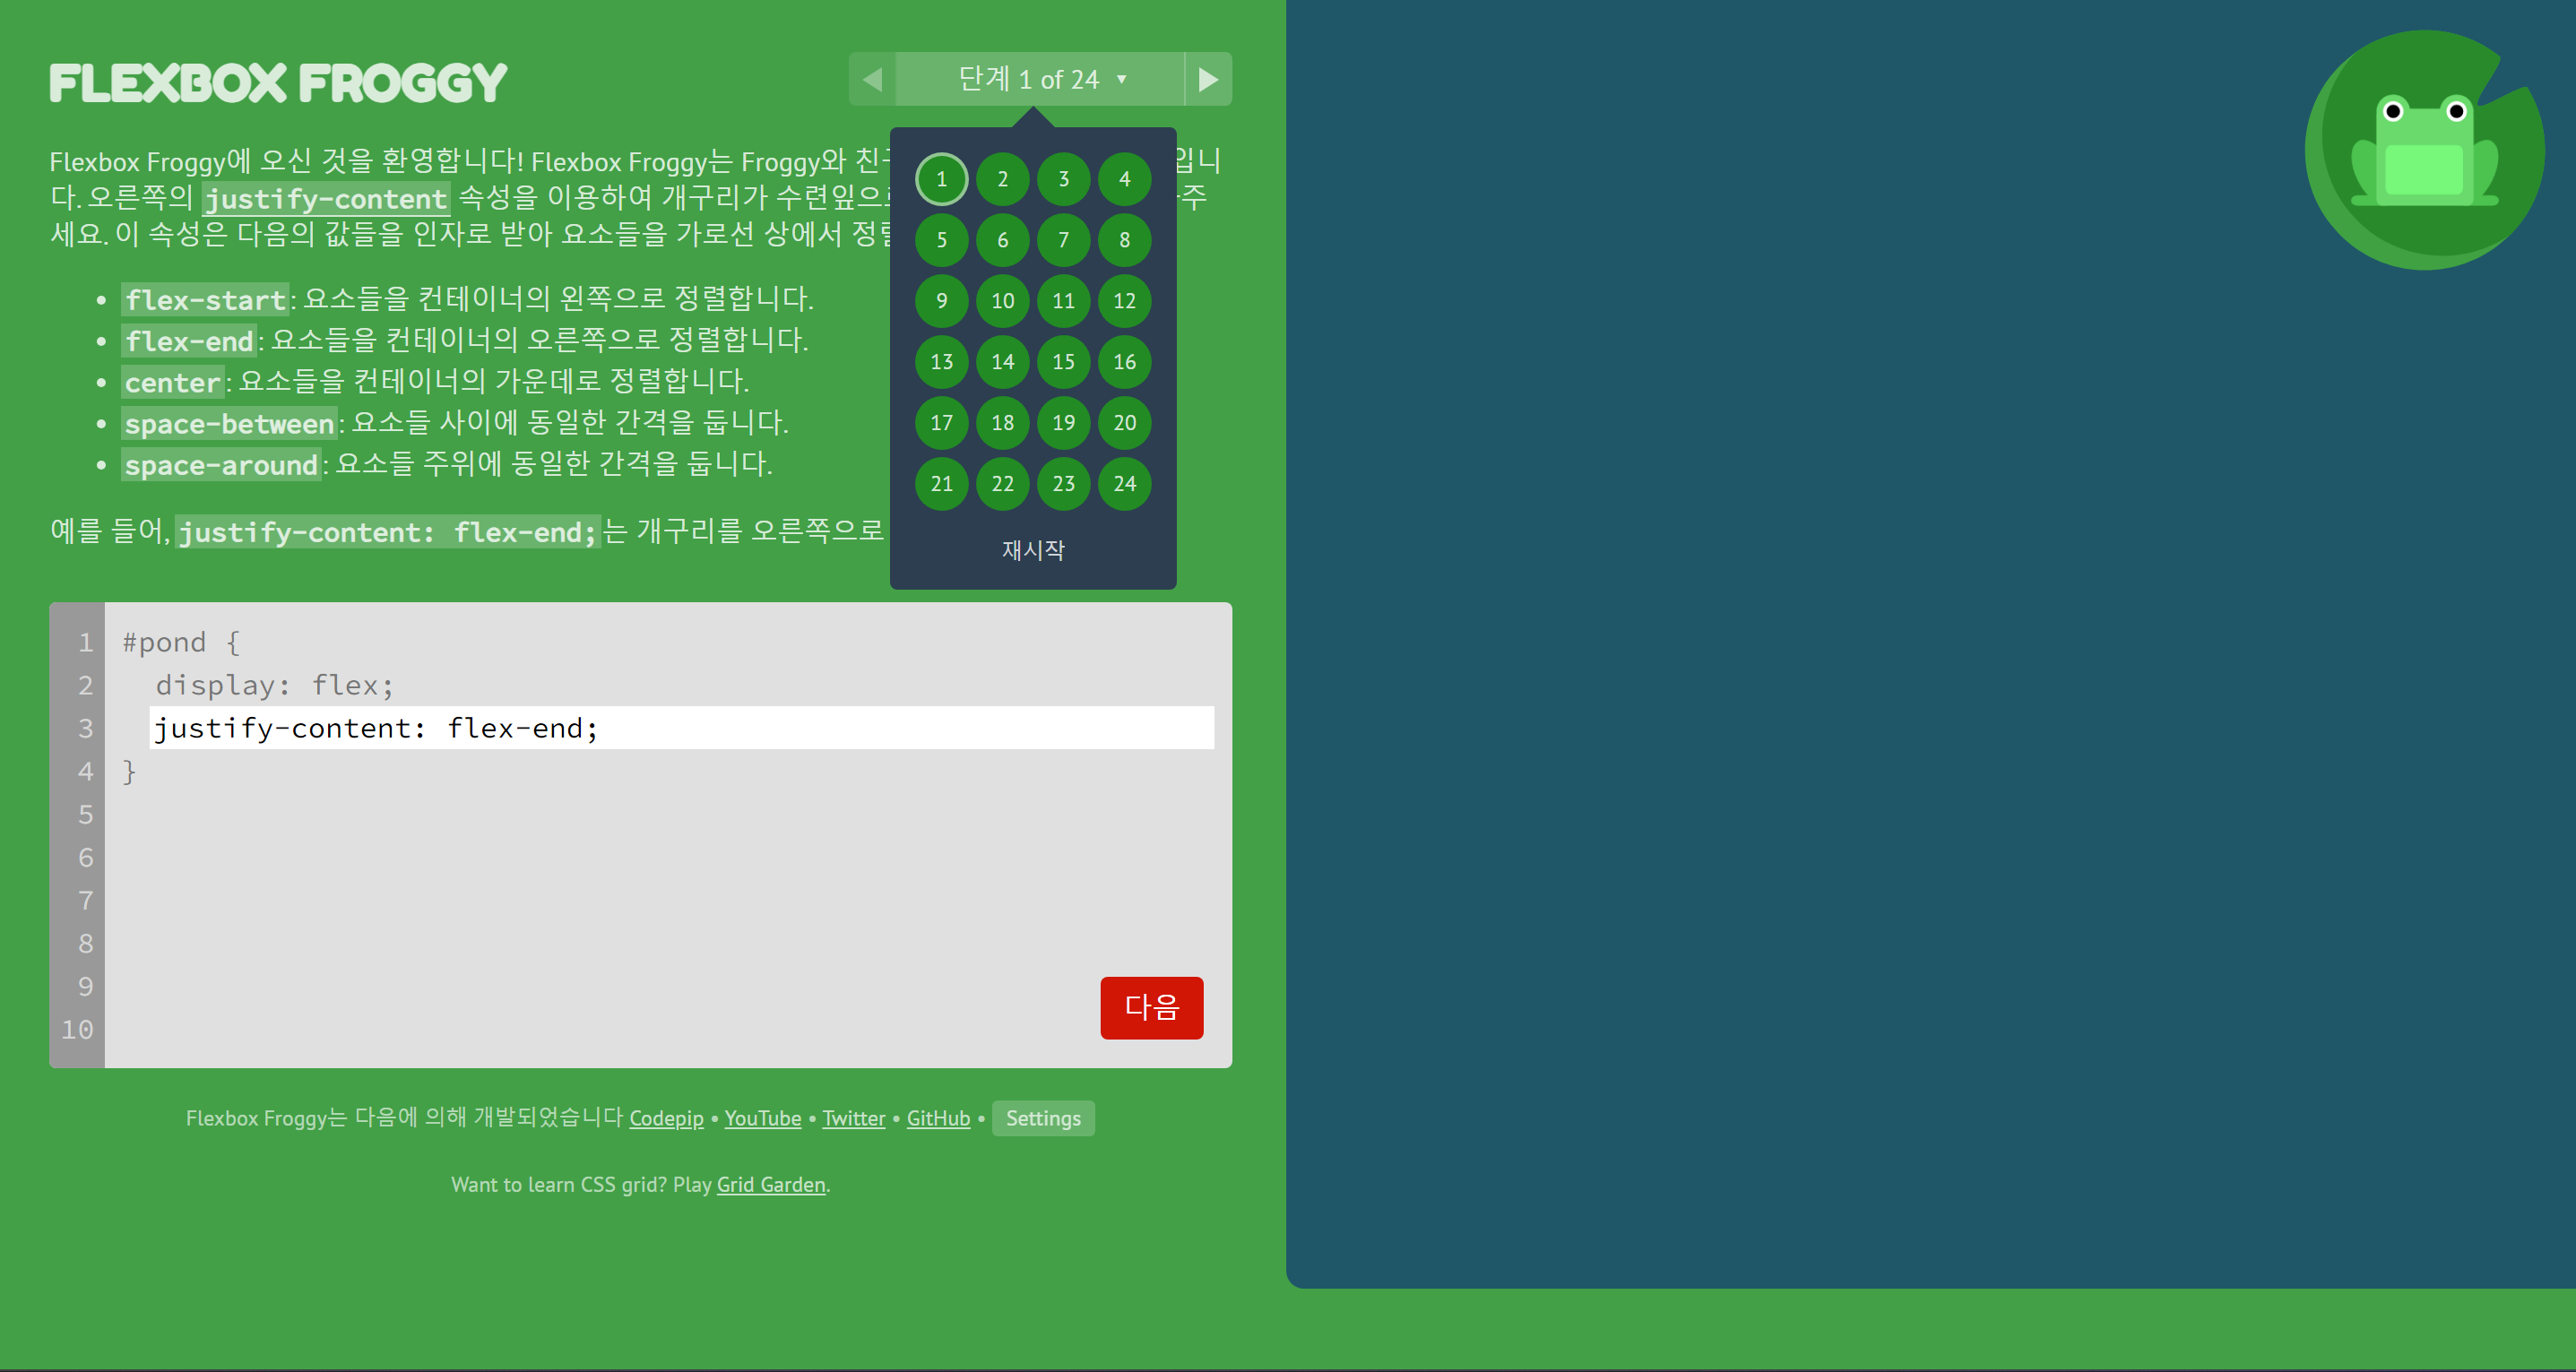 FLEXBOX FROGGY
단계 1 of 24 ▼
Flexbox Froggy에 오신 것을 환영합니다! Flexbox Froggy는 Froggy와 입니
다. 오른쪽의 justify-content 속성을 이용하여 개구리가 주
세요. 이 속성은 다음의 값들을 인자로 받아 요소들을 가로선 상에서
• flex-start: 요소들을 컨테이너의 왼쪽으로 정렬합니다.
• flex-end: 요소들을 컨테이너의 오른쪽으로 정렬합니다.
• center: 요소들을 컨테이너의 가운데로 정렬합니다.
• space-between: 요소들 사이에 동일한 간격을 둡니다.
• space-around: 요소들 주위에 동일한 간격을 둡니다.
예를 들어, justify-content: flex-end;는 개구리를 오른쪽으로
1 2 3 4
5 6 7 8
9 10 11 12
13 14 15 16
17 18 19 20
21 22 23 24
재시작
1 #pond {
2 display: flex;
3 justify-content: flex-end;
4 }
5
6
7
8
9
10
다음
Flexbox Froggy는 다음에 의해 개발되었습니다 Codepip • YouTube • Twitter • GitHub • Settings
Want to learn CSS grid? Play Grid Garden.